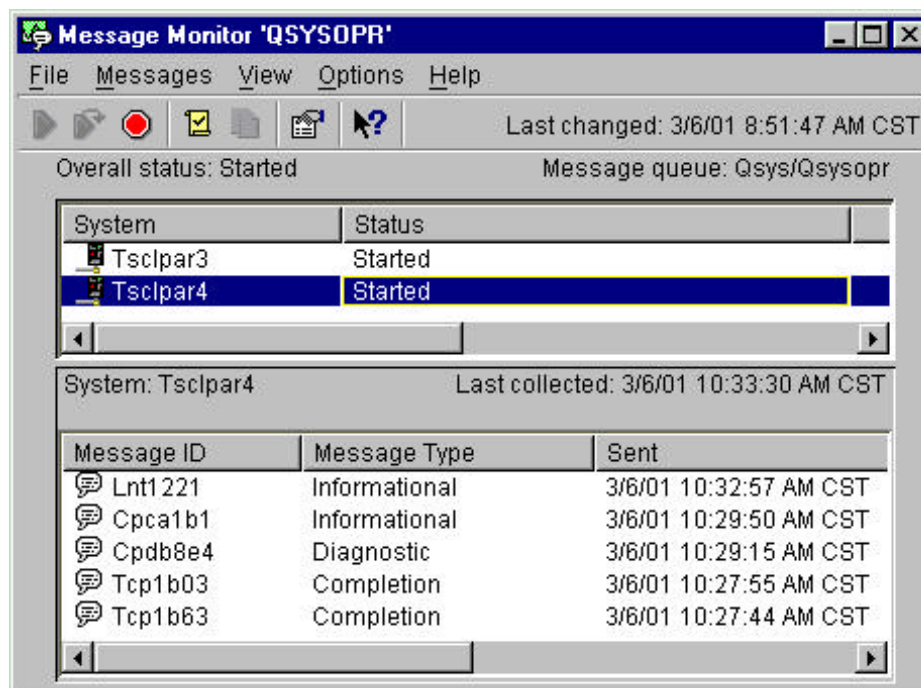 Message Monitor 'QSYSOPR'
File Messages View Options Help
Last changed: 3/6/01 8:51:47 AM CST
Overall status: Started Message queue: Qsys/Qsysopr
System Status
Tsclpar3 Started
Tsclpar4 Started
System: Tsclpar4 Last collected: 3/6/01 10:33:30 AM CST
Message ID Message Type Sent
Lnt1221 Informational 3/6/01 10:32:57 AM CST
Cpca1b1 Informational 3/6/01 10:29:50 AM CST
Cpdb8e4 Diagnostic 3/6/01 10:29:15 AM CST
Tcp1b03 Completion 3/6/01 10:27:55 AM CST
Tcp1b63 Completion 3/6/01 10:27:44 AM CST